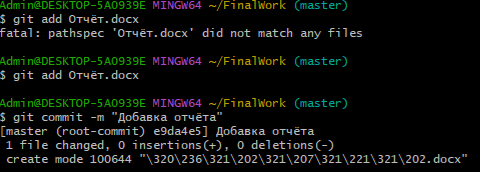 Admin@DESKTOP-5A0939E MINGW64 ~/FinalWork (master)
$ git add Отчёт.docx
fatal: pathspec 'Отчёт.docx' did not match any files
Admin@DESKTOP-5A0939E MINGW64 ~/FinalWork (master)
$ git add Отчёт.docx
Admin@DESKTOP-5A0939E MINGW64 ~/FinalWork (master)
$ git commit -m "Добавка отчёта"
[master (root-commit) e9da4e5] Добавка отчёта
1 file changed, 0 insertions(+), 0 deletions(-)
create mode 100644 "\320\236\321\202\321\207\321\221\321\202.docx"